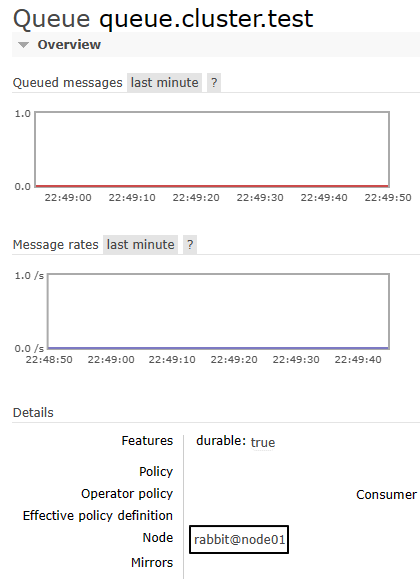 Queue queue.cluster.test
Overview
Queued messages last minute ?
1.0
0.0
22:49:00 22:49:10 22:49:20 22:49:30 22:49:40 22:49:50
Message rates last minute ?
1.0 /s
0.0 /s
22:48:50 22:49:00 22:49:10 22:49:20 22:49:30 22:49:40
Details
Features durable: true
Policy
Operator policy Consumer
Effective policy definition
Node rabbit@node01
Mirrors